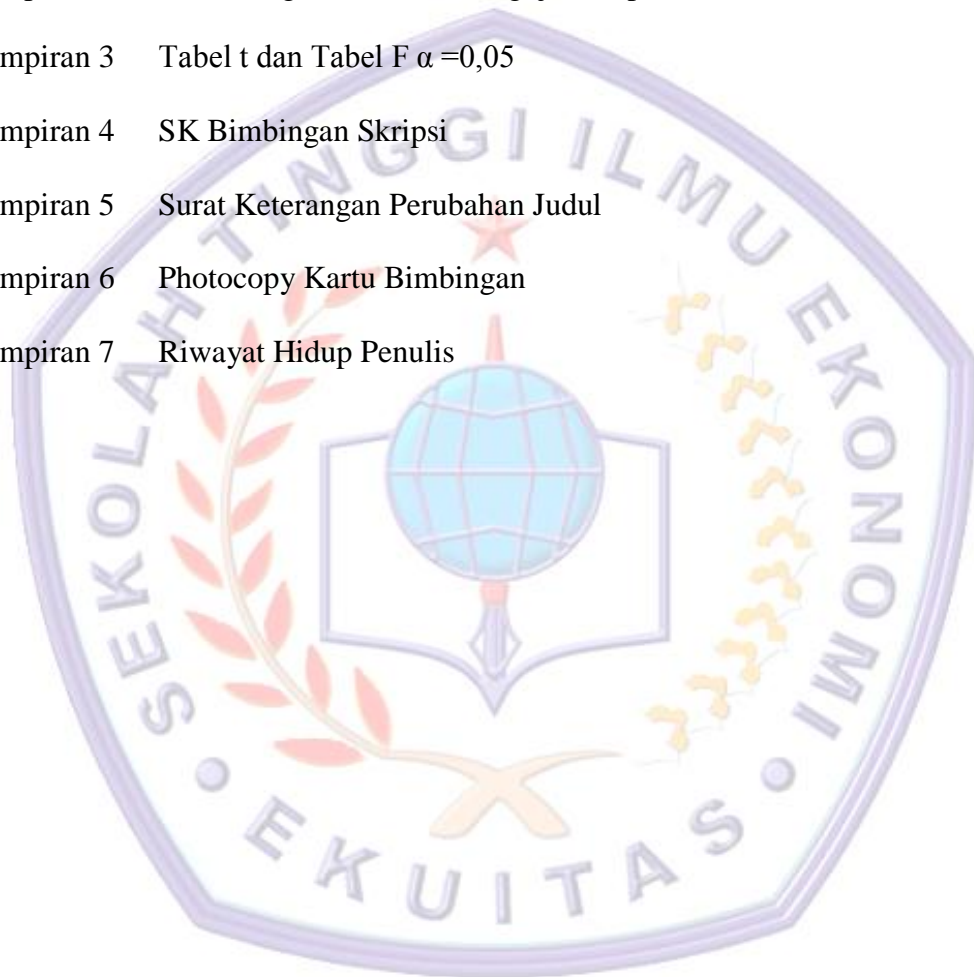 mpiran 3 Tabel t dan Tabel F α =0,05
mpiran 4 SK Bimbingan Skripsi
mpiran 5 Surat Keterangan Perubahan Judul
mpiran 6 Photocopy Kartu Bimbingan
mpiran 7 Riwayat Hidup Penulis
SEKOLAH TINGGI ILMU EKONOMI
• EKUITAS •